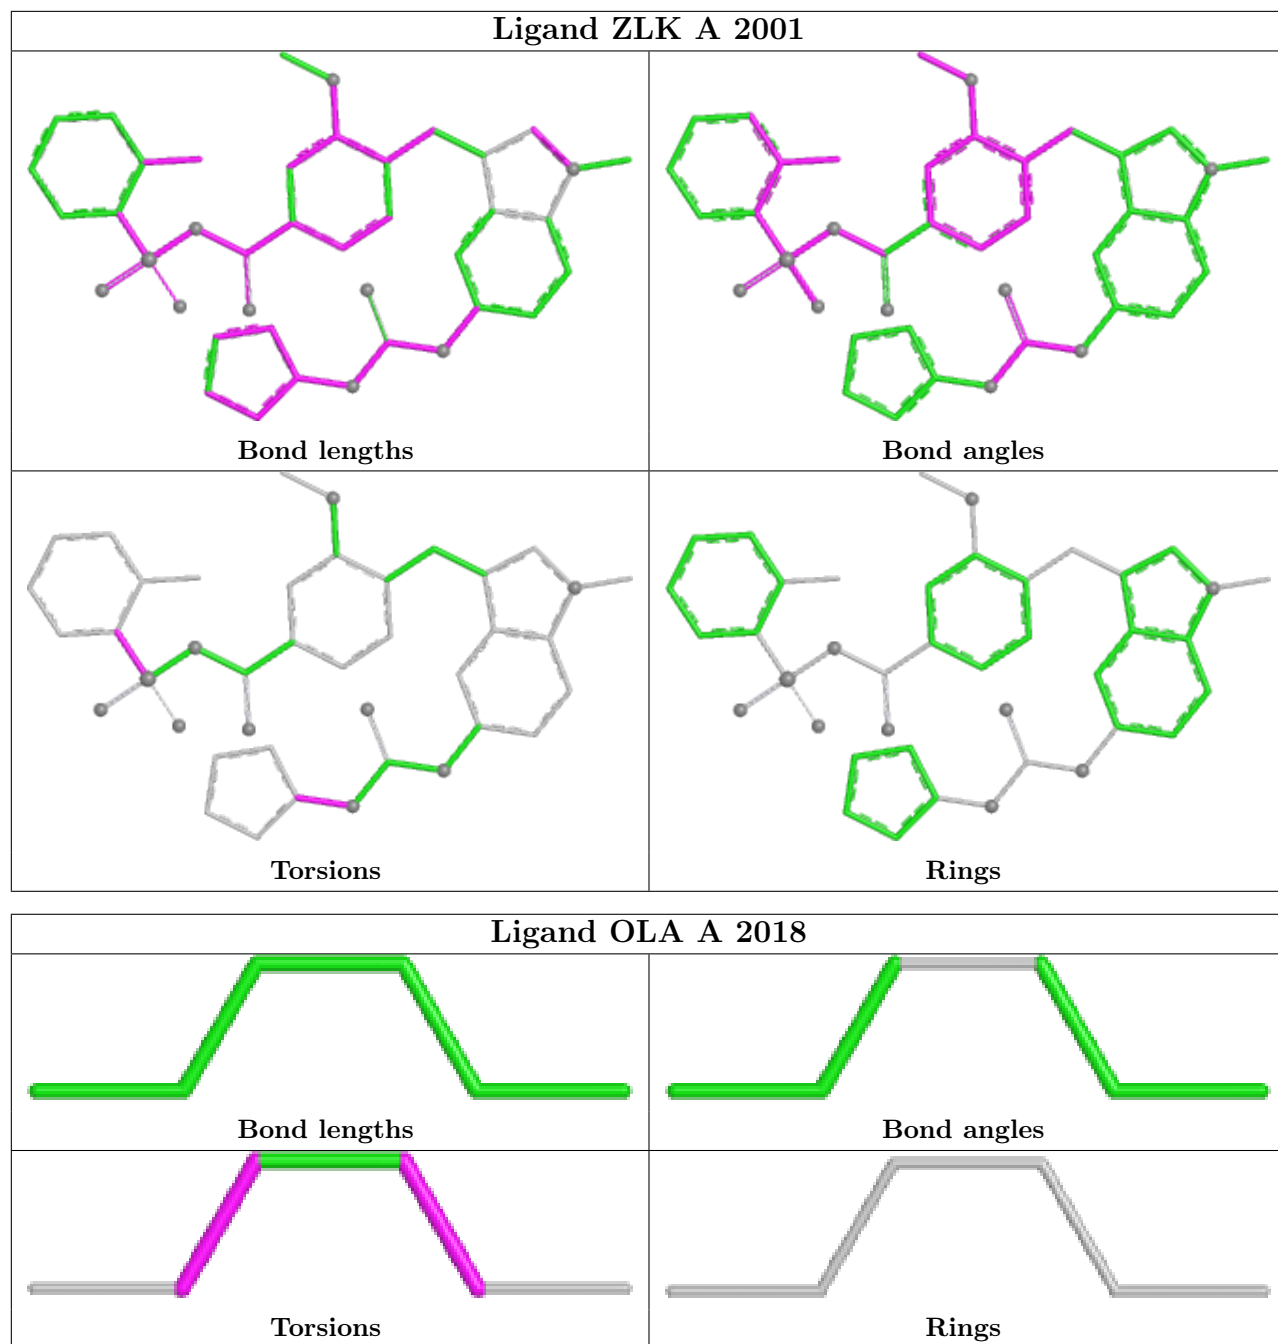 Ligand ZLK A 2001
Bond lengths
Bond angles
Torsions
Rings
Ligand OLA A 2018
Bond lengths
Bond angles
Torsions
Rings